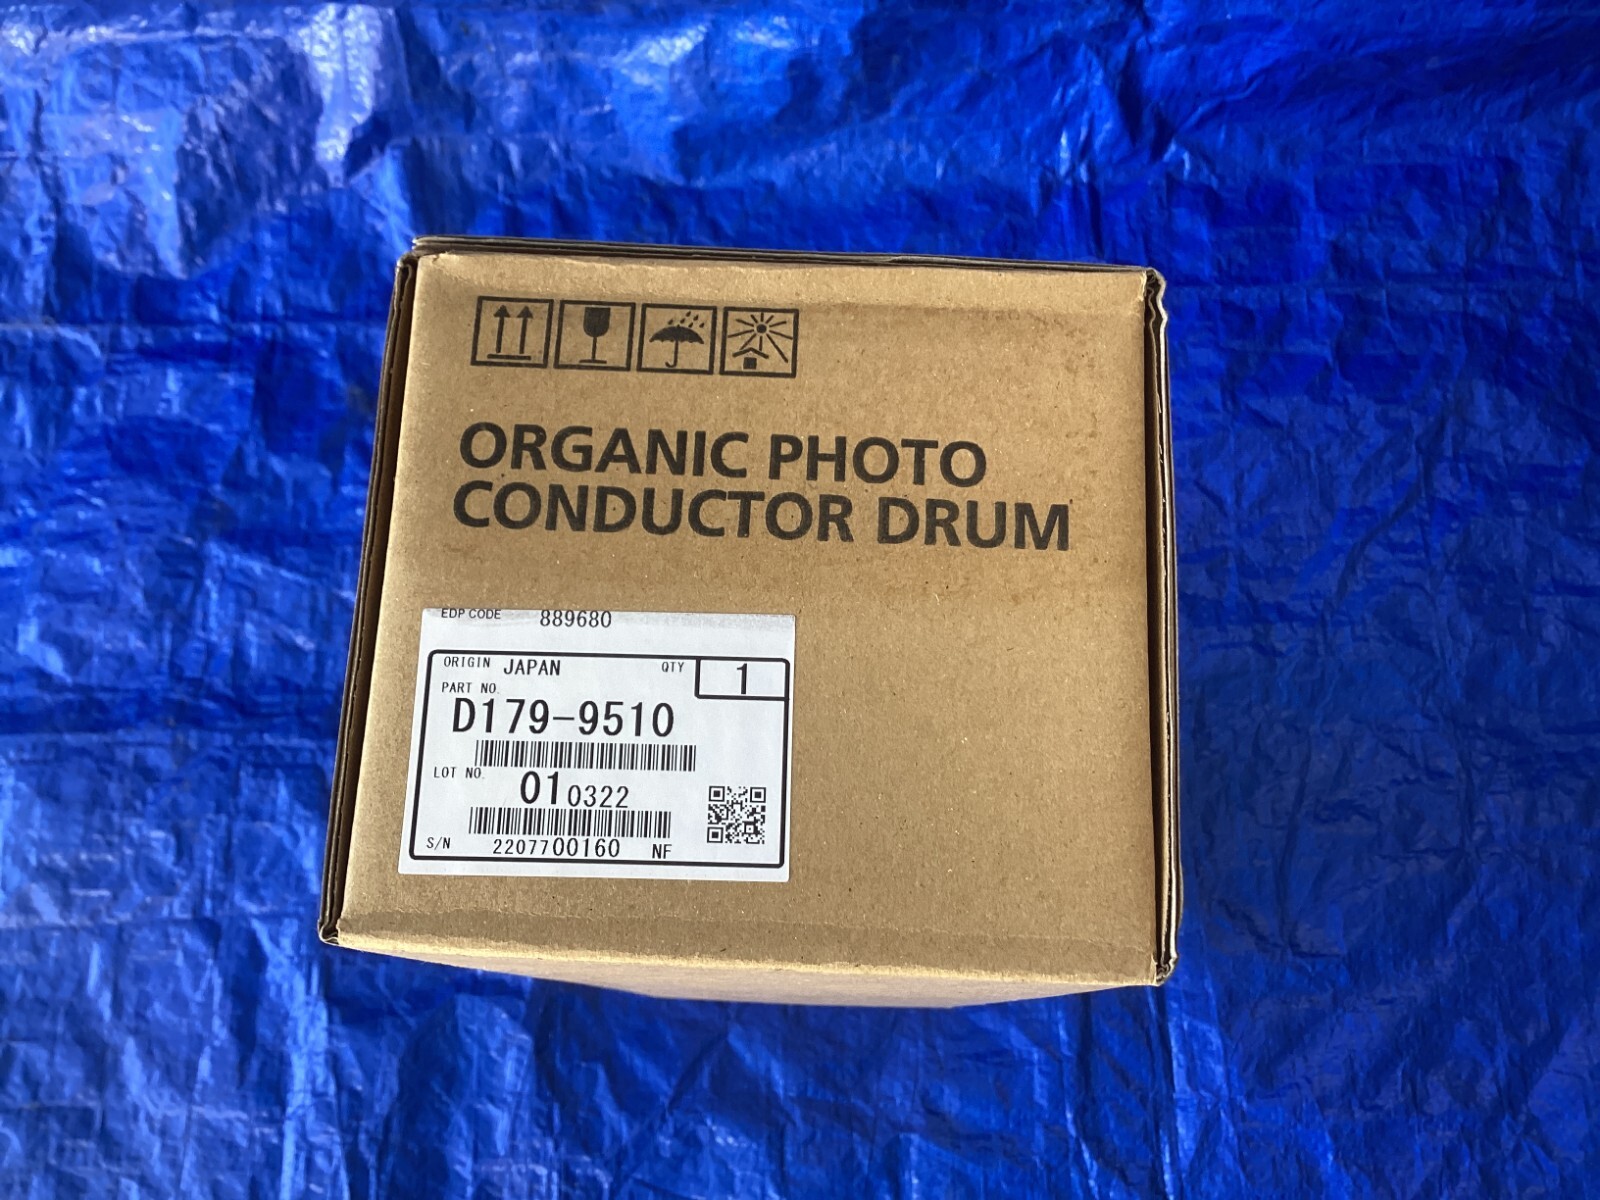 ORGANIC PHOTO
CONDUCTOR DRUM
EDP CODE 889680
ORIGIN JAPAN QTY 1
PART NO.
D179-9510
LOT NO. 01 0322
S/N 2207700160 NF